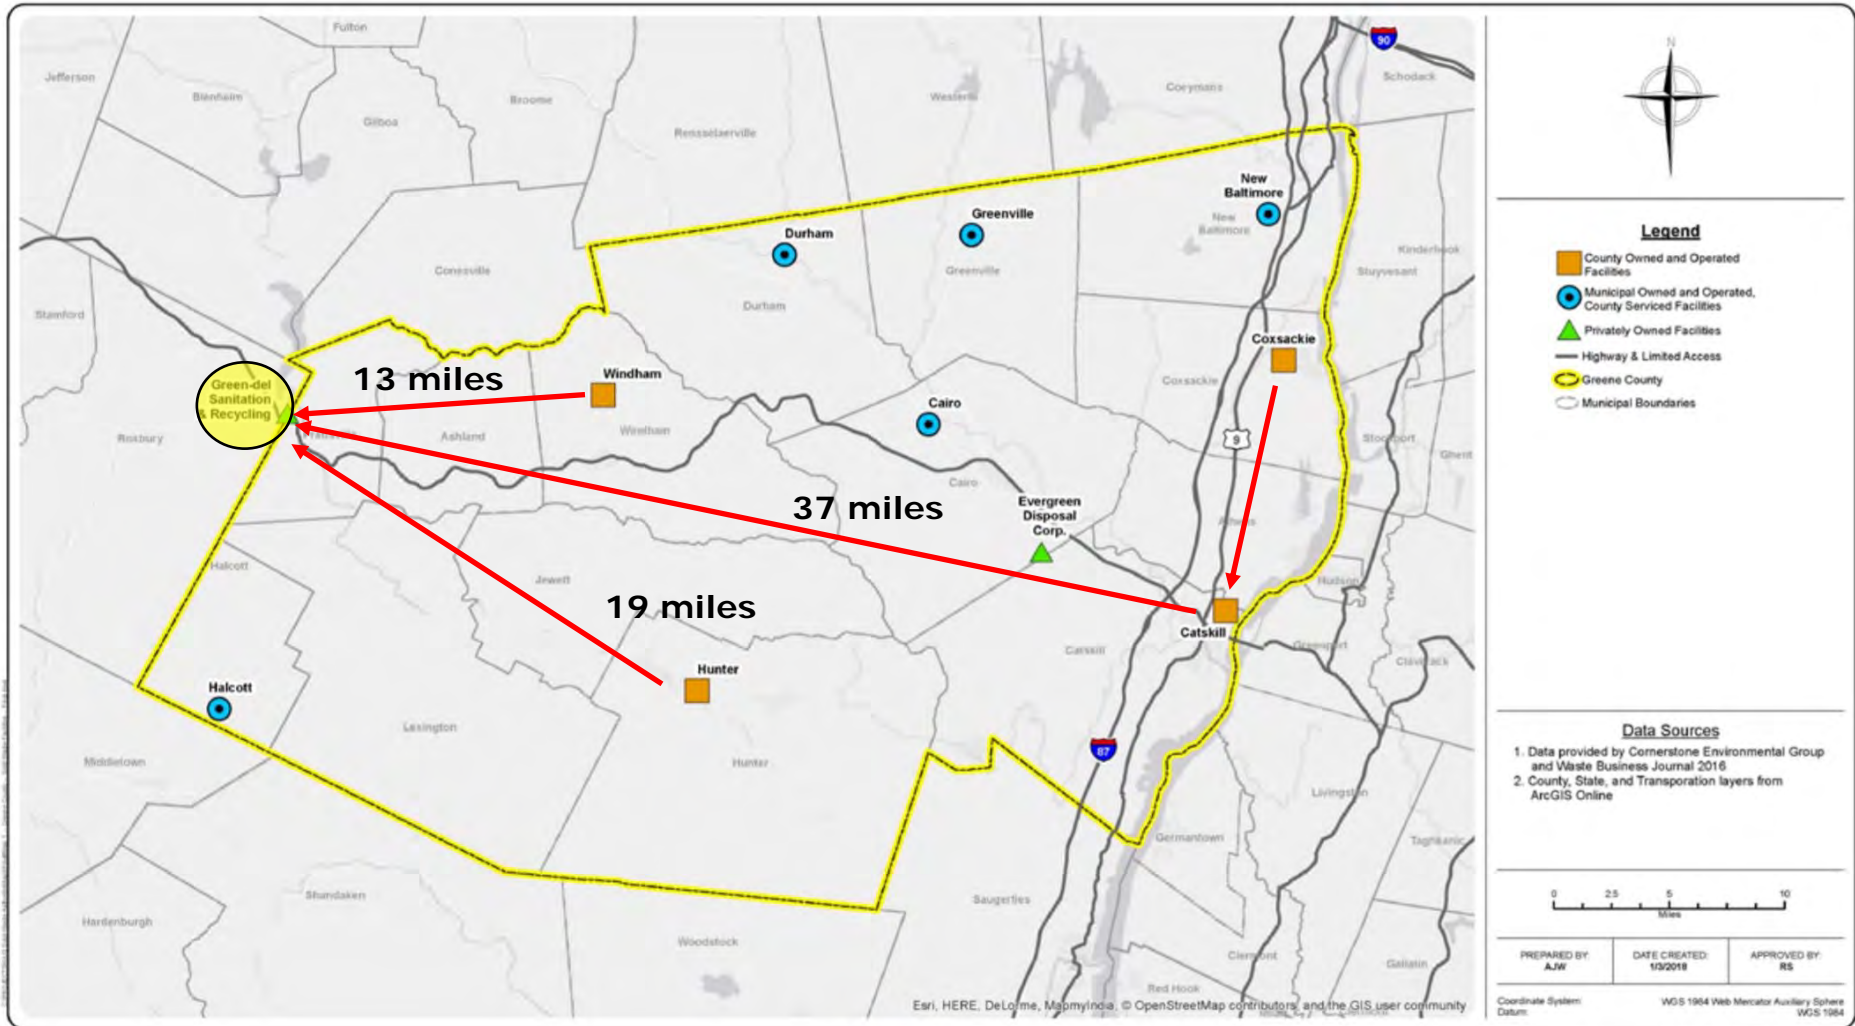 Fulton
90
N
Jefferson
Schodack
Blenheim
Broome
Westerlo
Coeymans
Gilboa
Rensselaerville
New
Baltimore
Greenville
New
Baltimore
Durham
Kinderhook
Conesville
Greenville
Stuyvesant
Durham
Stamford
Coxsackie
13 miles
Windham
Green-del
Sanitation
& Recycling
Coxsackie
Cairo
Roxbury
Prattsville
Ashland
Windham
9
Stockport
Ghent
Cairo
37 miles
Evergreen
Disposal
Corp.
Athens
Halcott
Jewett
Hudson
19 miles
Catskill
Greenport
Catskill
Claverack
Hunter
Halcott
Lexington
87
Middletown
Hunter
Livingston
Germantown
Taghkanic
Shandaken
Saugerties
Hardenburgh
Woodstock
Clermont
Gallatin
Red Hook
Esri, HERE, DeLorme, MapmyIndia, © OpenStreetMap contributors, and the GIS user community
Legend
County Owned and Operated
Facilities
Municipal Owned and Operated,
County Serviced Facilities
Privately Owned Facilities
Highway & Limited Access
Greene County
Municipal Boundaries
Data Sources
1. Data provided by Cornerstone Environmental Group
and Waste Business Journal 2016
2. County, State, and Transporation layers from
ArcGIS Online
0 2.5 5 10
Miles
PREPARED BY: DATE CREATED: APPROVED BY:
AJW 1/3/2018 RS
Coordinate System: WGS 1984 Web Mercator Auxiliary Sphere
Datum: WGS 1984